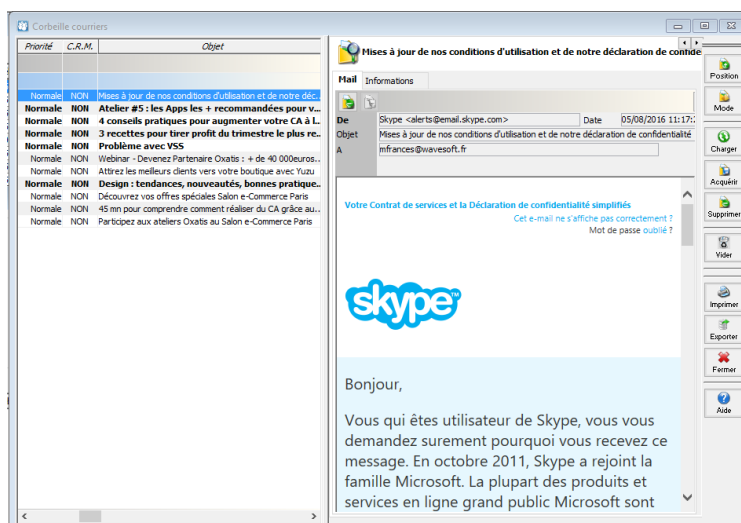 Corbeille courriers
Priorité C.R.M. Objet
Normale NON Mises à jour de nos conditions d'utilisation et de notre déc..
Normale NON Atelier #5 : les Apps les + recommandées pour v...
Normale NON 4 conseils pratiques pour augmenter votre CA à l...
Normale NON 3 recettes pour tirer profit du trimestre le plus re...
Normale NON Problème avec VSS
Normale NON Webinar - Devenez Partenaire Oxatis : + de 40 000euros...
Normale NON Attirez les meilleurs clients vers votre boutique avec Yuzu
Normale NON Design : tendances, nouveautés, bonnes pratique...
Normale NON Découvrez vos offres spéciales Salon e-Commerce Paris
Normale NON 45 mn pour comprendre comment réaliser du CA grâce au...
Normale NON Participez aux ateliers Oxatis au Salon e-Commerce Paris
Mises à jour de nos conditions d'utilisation et de notre déclaration de confide
Mail Informations
De Skype <alerts@email.skype.com> Date 05/08/2016 11:17:
Objet Mises à jour de nos conditions d'utilisation et de notre déclaration de confidentialité
A mfrances@wavesoft.fr
Votre Contrat de services et la Déclaration de confidentialité simplifiés
Cet e-mail ne s'affiche pas correctement ?
Mot de passe oublié ?
skype™
Bonjour,
Vous qui êtes utilisateur de Skype, vous vous
demandez surement pourquoi vous recevez ce
message. En octobre 2011, Skype a rejoint la
famille Microsoft. La plupart des produits et
services en ligne grand public Microsoft sont
Position
Mode
Charger
Acquérir
Supprimer
Vider
Imprimer
Exporter
Fermer
Aide